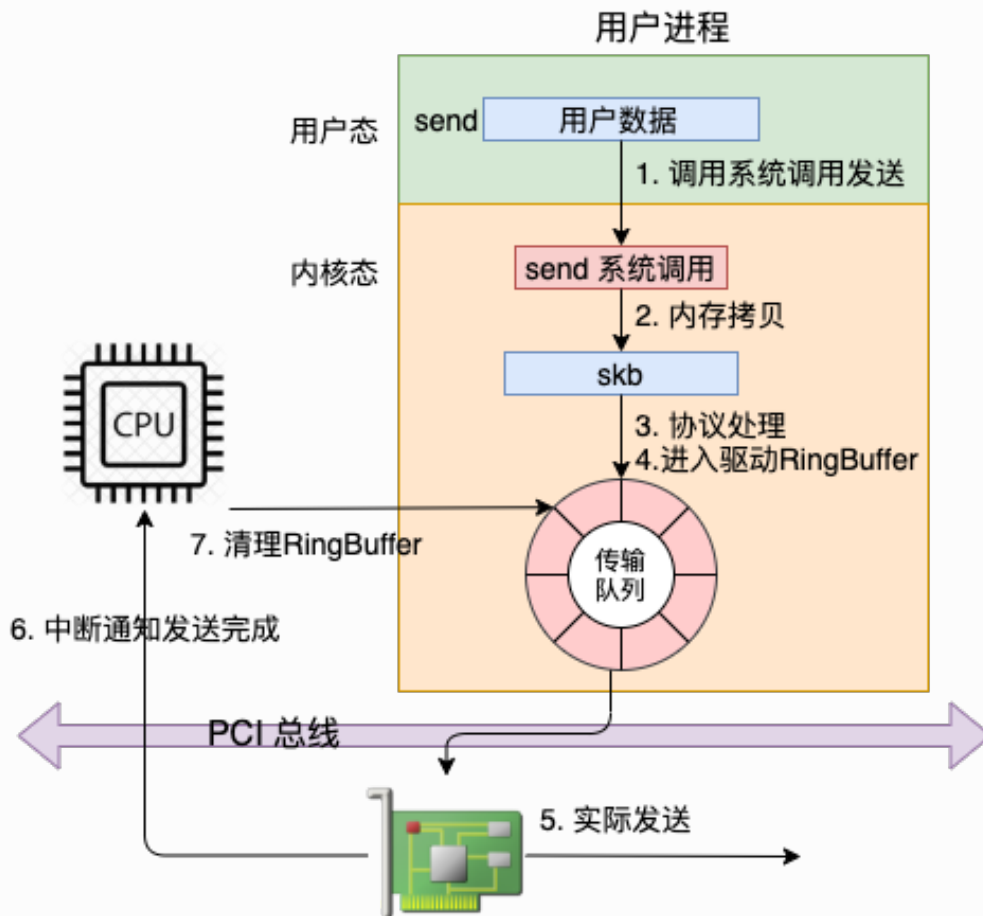 用户进程
用户态
send
用户数据
1. 调用系统调用发送
内核态
send 系统调用
2. 内存拷贝
skb
CPU
3. 协议处理
4.进入驱动RingBuffer
7. 清理RingBuffer
传输
队列
6. 中断通知发送完成
PCI 总线
5. 实际发送